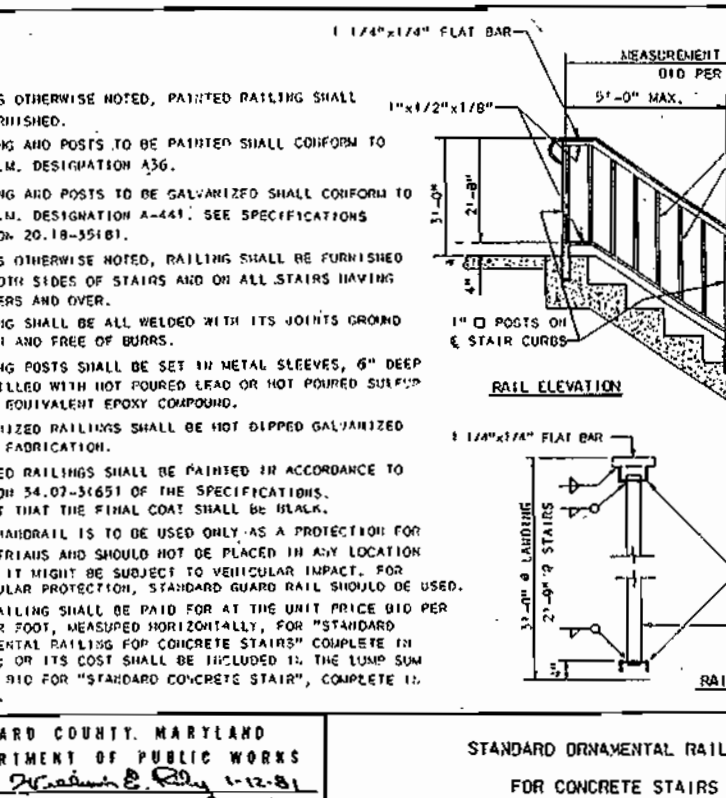 1 1/4"x1/4" FLAT BAR
MEASUREMENT
BID PER
5'-0" MAX.
1"x1/2"x1/8"
3'-0"
2'-8"
4"
1" □ POSTS ON
℄ STAIR CURBS
RAIL ELEVATION
S OTHERWISE NOTED, PAINTED RAILING SHALL
RNISHED.
NG AND POSTS TO BE PAINTED SHALL CONFORM TO
.M. DESIGNATION A36.
NG AND POSTS TO BE GALVANIZED SHALL CONFORM TO
.M. DESIGNATION A-441. SEE SPECIFICATIONS
ON 20.18-35(81.
S OTHERWISE NOTED, RAILING SHALL BE FURNISHED
OTH SIDES OF STAIRS AND ON ALL STAIRS HAVING
ERS AND OVER.
NG SHALL BE ALL WELDED WITH ITS JOINTS GROUND
H AND FREE OF BURRS.
NG POSTS SHALL BE SET IN METAL SLEEVES, 6" DEEP
ILLED WITH HOT POURED LEAD OR HOT POURED SULFUR
EQUIVALENT EPOXY COMPOUND.
NIZED RAILINGS SHALL BE HOT DIPPED GALVANIZED
FABRICATION.
ED RAILINGS SHALL BE PAINTED IN ACCORDANCE TO
ON 34.07-3(651 OF THE SPECIFICATIONS.
T THAT THE FINAL COAT SHALL BE BLACK.
HANDRAIL IS TO BE USED ONLY AS A PROTECTION FOR
TRIANS AND SHOULD NOT BE PLACED IN ANY LOCATION
IT MIGHT BE SUBJECT TO VEHICULAR IMPACT. FOR
ULAR PROTECTION, STANDARD GUARD RAIL SHOULD BE USED.
AILING SHALL BE PAID FOR AT THE UNIT PRICE BID PER
R FOOT, MEASURED HORIZONTALLY, FOR "STANDARD
ENTAL RAILING FOR CONCRETE STAIRS" COMPLETE IN
OR ITS COST SHALL BE INCLUDED IN THE LUMP SUM
BID FOR "STANDARD CONCRETE STAIR", COMPLETE IN
1 1/4"x1/4" FLAT BAR
3'-0" @ LANDING
2'-9" @ STAIRS
RAI
ARD COUNTY, MARYLAND
RTMENT OF PUBLIC WORKS
1-12-81
STANDARD ORNAMENTAL RAIL
FOR CONCRETE STAIRS